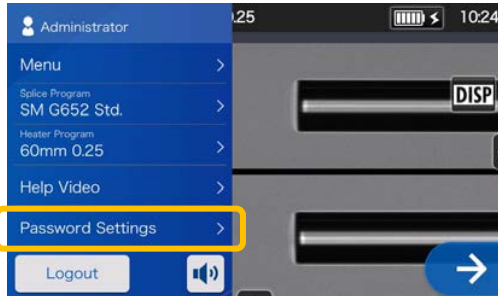 Administrator
.25
10:24
Menu
Splice Program
SM G652 Std.
DISP
Heater Program
60mm 0.25
Help Video
Password Settings
Logout